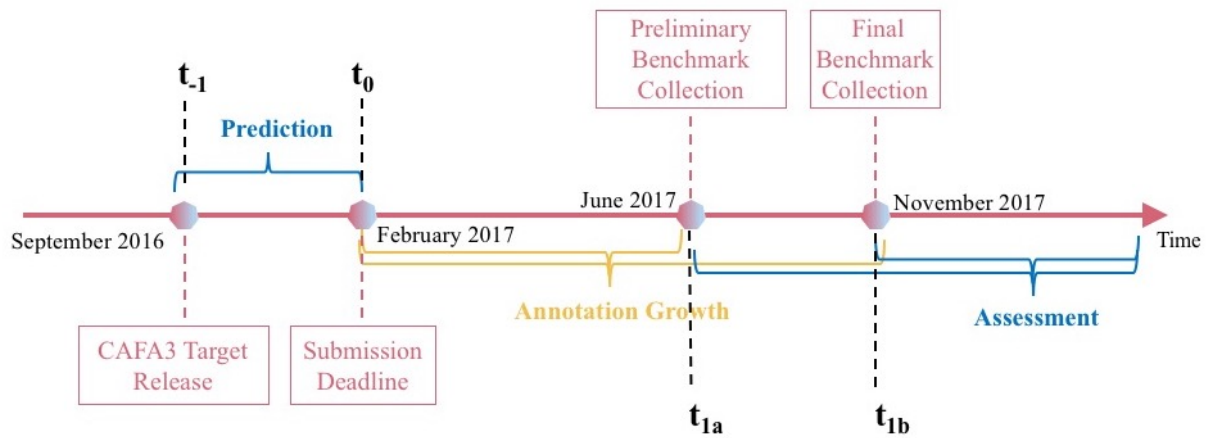 Preliminary
Benchmark
Collection
Final
Benchmark
Collection
t-1
t0
Prediction
June 2017
November 2017
September 2016
February 2017
Time
Annotation Growth
Assessment
CAFA3 Target
Release
Submission
Deadline
t1a
t1b